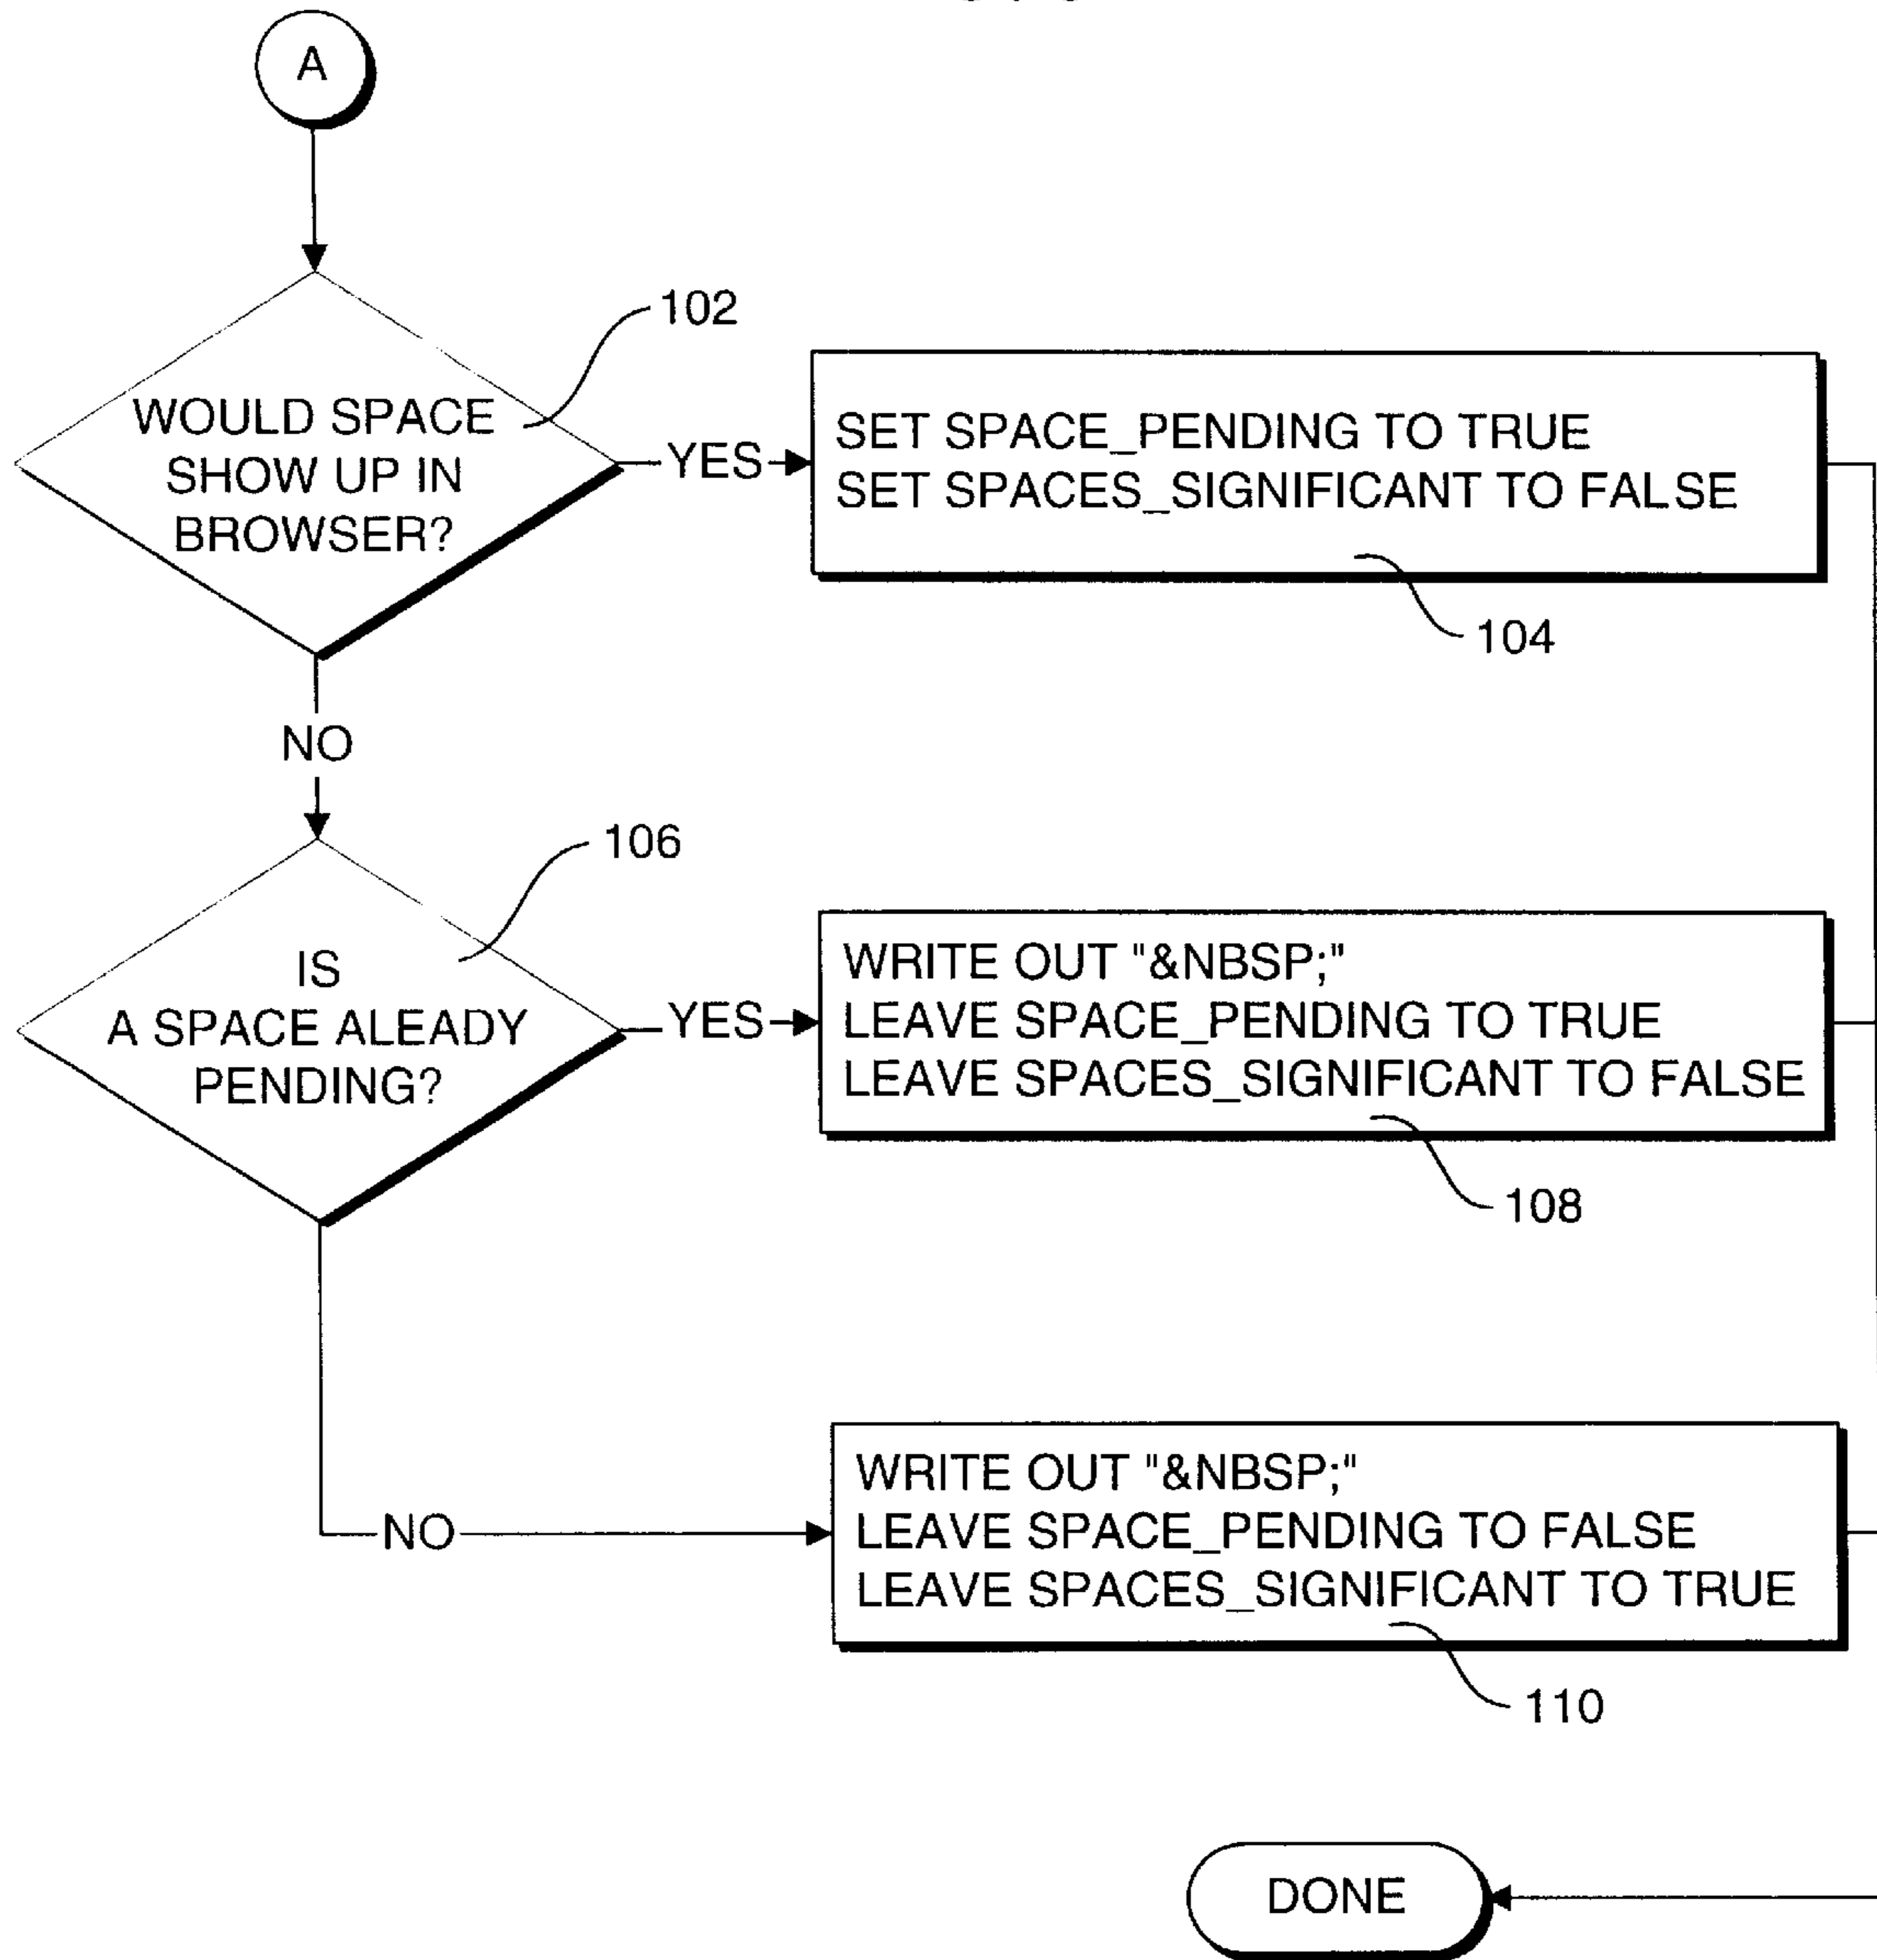 A
102
WOULD SPACE
SHOW UP IN
BROWSER?
YES
SET SPACE_PENDING TO TRUE
SET SPACES_SIGNIFICANT TO FALSE
104
NO
106
IS
A SPACE ALEADY
PENDING?
YES
WRITE OUT "&NBSP;"
LEAVE SPACE_PENDING TO TRUE
LEAVE SPACES_SIGNIFICANT TO FALSE
108
NO
WRITE OUT "&NBSP;"
LEAVE SPACE_PENDING TO FALSE
LEAVE SPACES_SIGNIFICANT TO TRUE
110
DONE